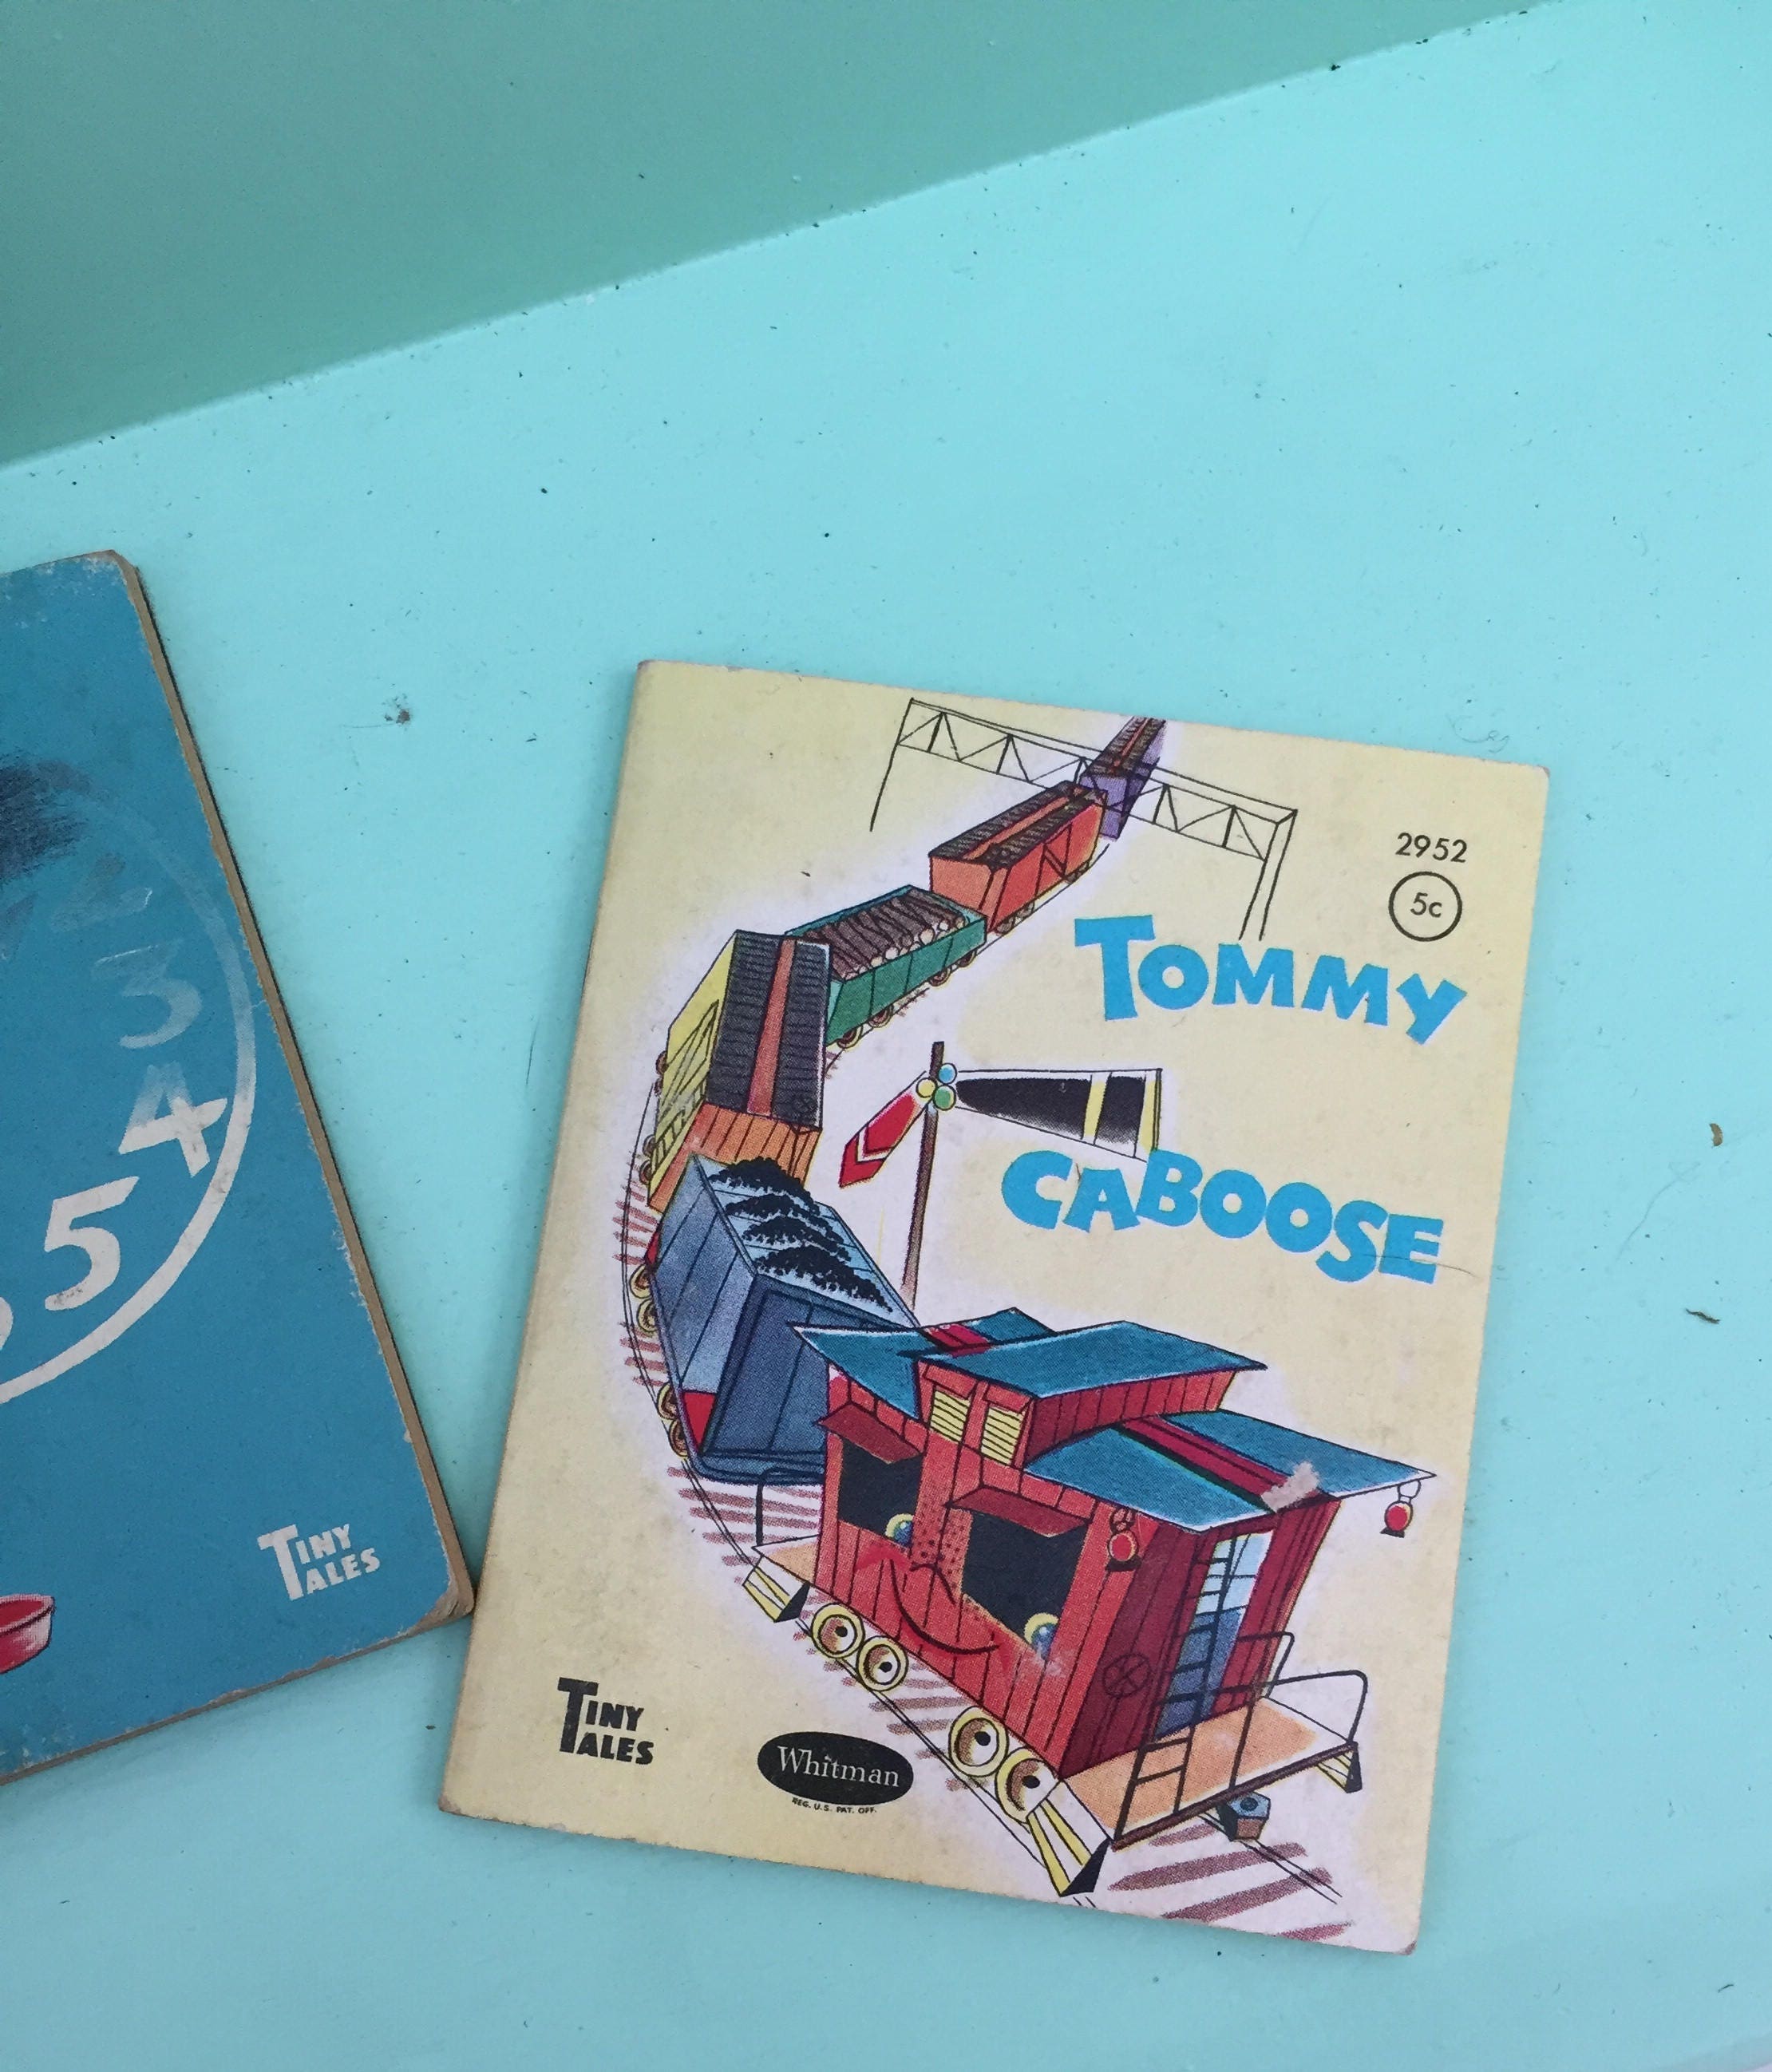 3
4
5
TINY
TALES
2952
5c
TOMMY
CABOOSE
TINY
TALES
Whitman
REG. U.S. PAT. OFF.